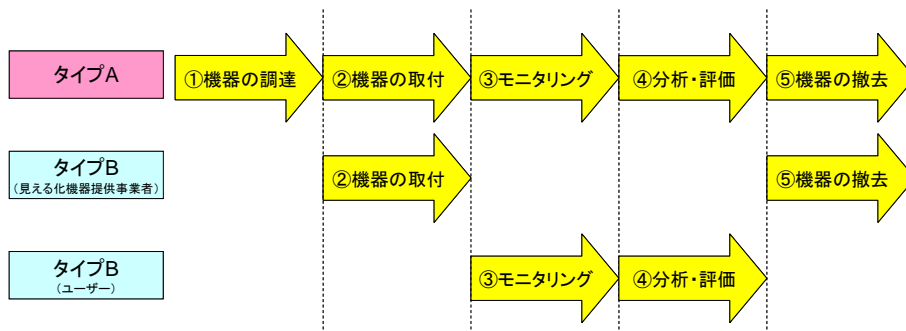 タイプA
①機器の調達
②機器の取付
③モニタリング
④分析・評価
⑤機器の撤去
タイプB
（見える化機器提供事業者）
②機器の取付
⑤機器の撤去
タイプB
（ユーザー）
③モニタリング
④分析・評価